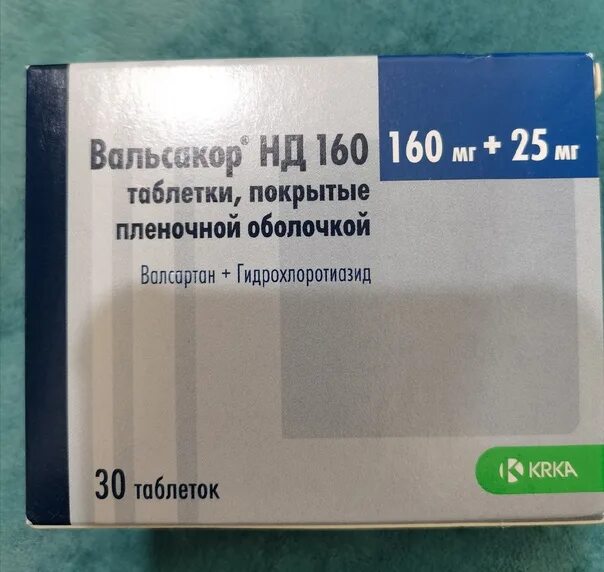 Вальсакор® НД 160
160 мг + 25 мг
таблетки, покрытые
пленочной оболочкой
Валсартан + Гидрохлоротиазид
30 таблеток
KRKA